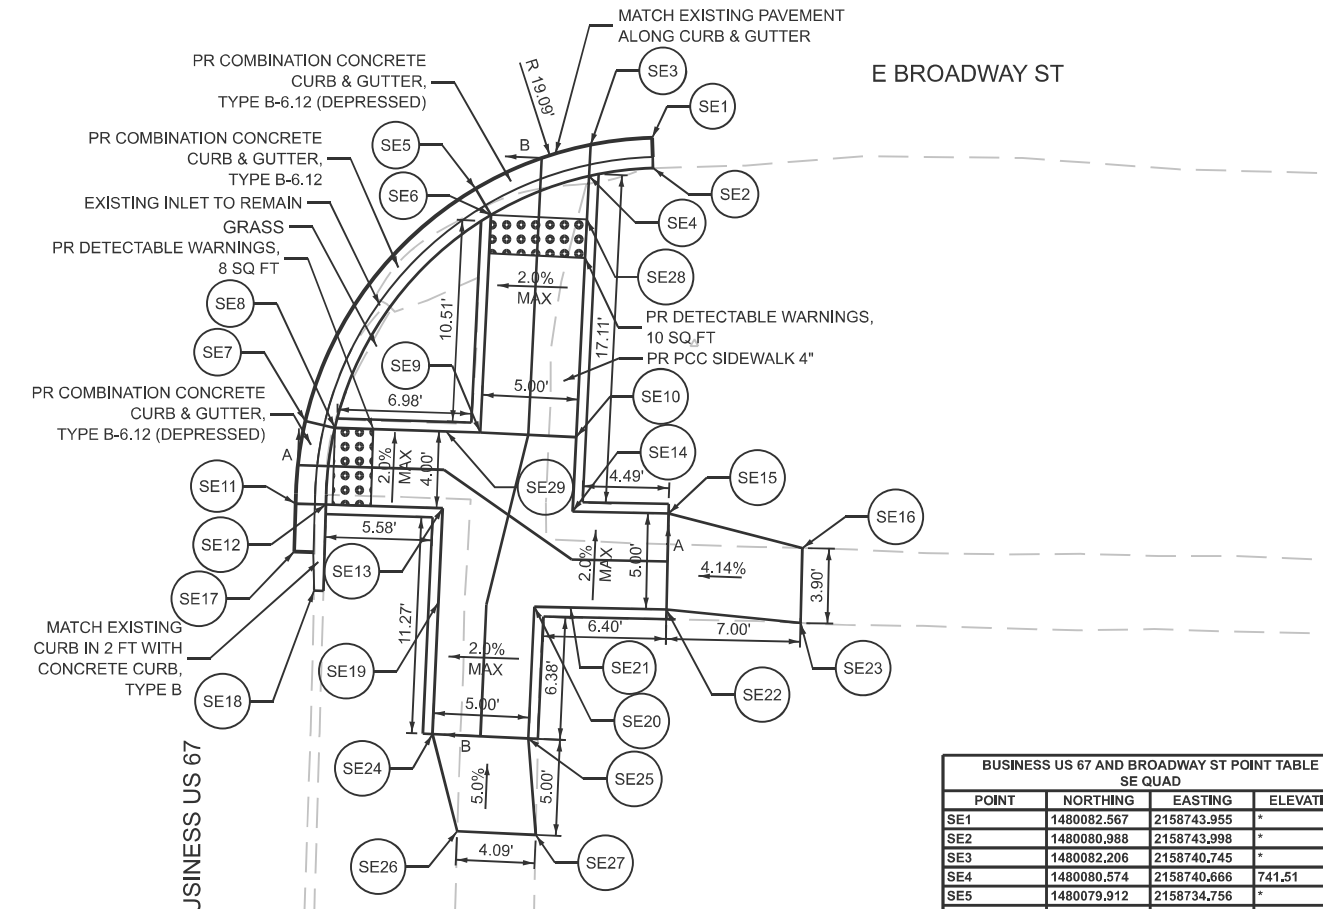 MATCH EXISTING PAVEMENT
ALONG CURB & GUTTER
E BROADWAY ST
PR COMBINATION CONCRETE
CURB & GUTTER,
TYPE B-6.12 (DEPRESSED)
R 19.09'
SE3
SE1
PR COMBINATION CONCRETE
CURB & GUTTER,
TYPE B-6.12
SE5
B
SE6
SE2
EXISTING INLET TO REMAIN
SE4
GRASS
PR DETECTABLE WARNINGS,
8 SQ FT
SE28
2.0%
MAX
SE8
10.51'
17.11'
PR DETECTABLE WARNINGS,
10 SQ FT
SE7
SE9
PR PCC SIDEWALK 4"
5.00'
6.98'
SE10
PR COMBINATION CONCRETE
CURB & GUTTER,
TYPE B-6.12 (DEPRESSED)
A
2.0%
MAX
4.00'
SE14
4.49'
SE15
SE11
SE29
SE16
5.58'
SE12
SE13
2.0%
MAX
5.00'
A
4.14%
3.90'
SE17
MATCH EXISTING
CURB IN 2 FT WITH
CONCRETE CURB,
TYPE B
11.27'
6.40'
7.00'
2.0%
MAX
SE19
6.38'
SE21
SE23
SE18
5.00'
SE22
SE20
BUSINESS US 67
B
SE24
SE25
5.0%
5.00'
SE26
4.09'
SE27
BUSINESS US 67 AND BROADWAY ST POINT TABLE
SE QUAD
POINT NORTHING EASTING ELEVATI
SE1 1480082.567 2158743.955 *
SE2 1480080.988 2158743.998 *
SE3 1480082.206 2158740.745 *
SE4 1480080.574 2158740.666 741.51
SE5 1480079.912 2158734.756 *